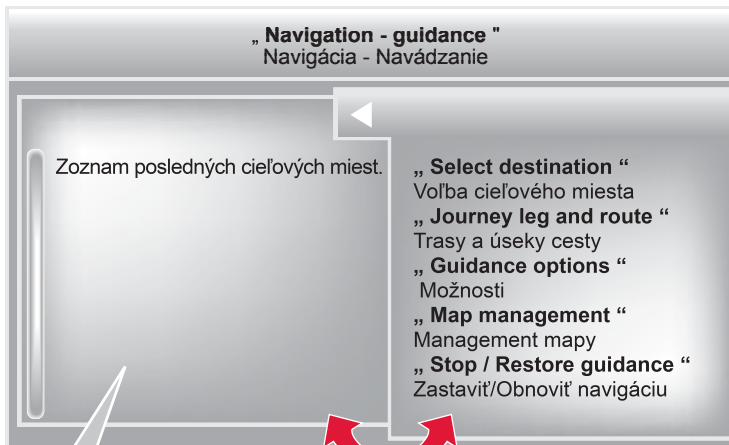 „ Navigation - guidance "
Navigácia - Navádzanie
Zoznam posledných cieľových miest.
„ Select destination “
Voľba cieľového miesta
„ Journey leg and route “
Trasy a úseky cesty
„ Guidance options “
Možnosti
„ Map management “
Management mapy
„ Stop / Restore guidance “
Zastaviť/Obnoviť navigáciu